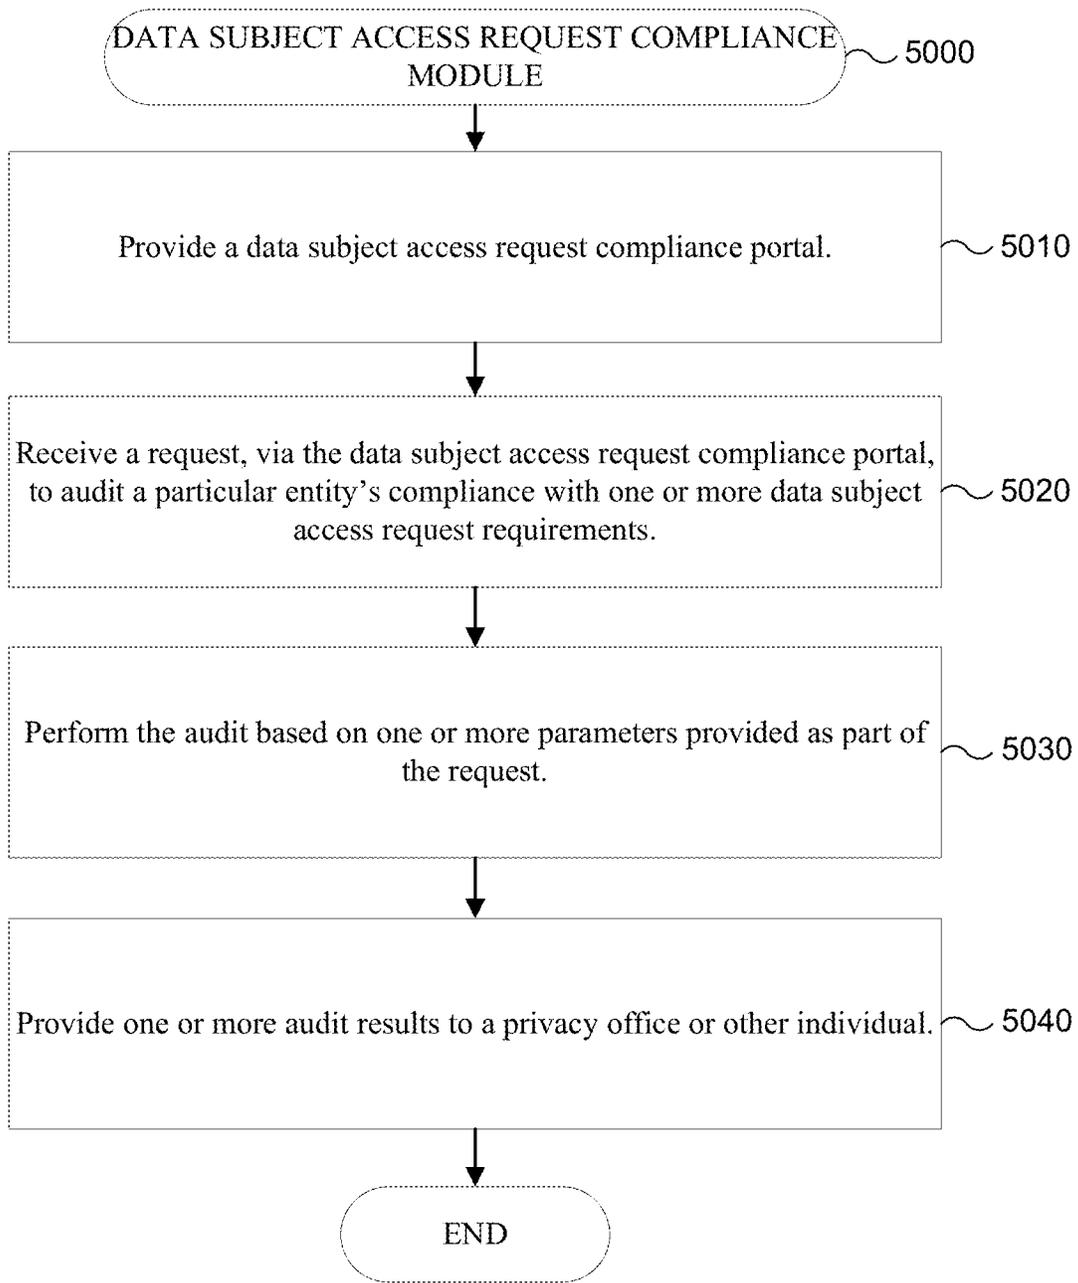 DATA SUBJECT ACCESS REQUEST COMPLIANCE
MODULE
5000
Provide a data subject access request compliance portal.
5010
Receive a request, via the data subject access request compliance portal,
to audit a particular entity’s compliance with one or more data subject
access request requirements.
5020
Perform the audit based on one or more parameters provided as part of
the request.
5030
Provide one or more audit results to a privacy office or other individual.
5040
END